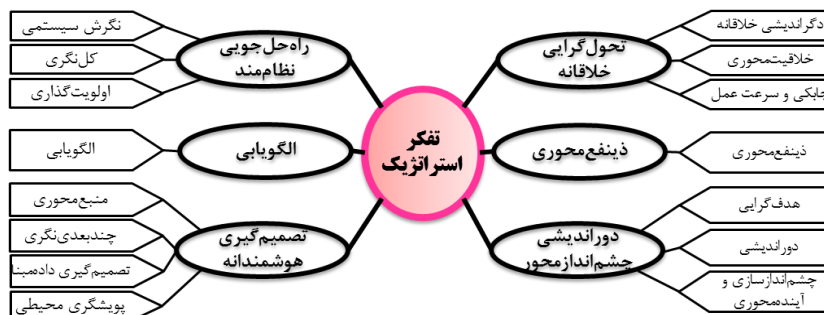 تفکر
استراتژیک
تحول‌گرایی
خلاقانه
دگراندیشی خلاقانه
خلاقیت‌محوری
چابکی و سرعت عمل
ذینفع‌محوری
ذینفع‌محوری
دوراندیشی
چشم‌اندازمحور
هدف‌گرایی
دوراندیشی
چشم‌اندازسازی و
آینده‌محوری
راه‌حل‌جویی
نظام‌مند
نگرش سیستمی
کل‌نگری
اولویت‌گذاری
الگویابی
الگویابی
تصمیم‌گیری
هوشمندانه
منبع‌محوری
چندبعدی‌نگری
تصمیم‌گیری داده‌مبنا
پویشگری محیطی